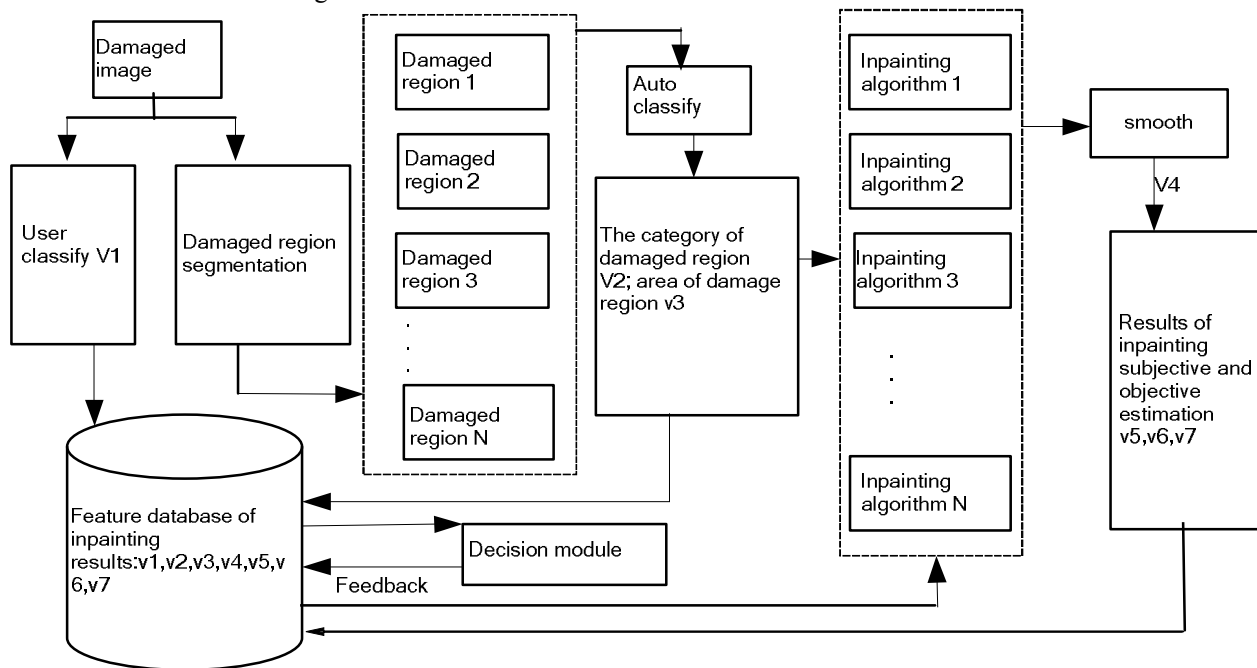 Damaged
image
User
classify V1
Damaged region
segmentation
Damaged
region 1
Damaged
region 2
Damaged
region 3
.
.
.
Damaged
region N
Auto
classify
The category of
damaged region
V2; area of damage
region v3
Inpainting
algorithm 1
Inpainting
algorithm 2
Inpainting
algorithm 3
.
.
.
Inpainting
algorithm N
smooth
V4
Results of
inpainting
subjective and
objective
estimation
v5,v6,v7
Feature database of
inpainting
results:v1,v2,v3,v4,v5,v
6,v7
Decision module
Feedback